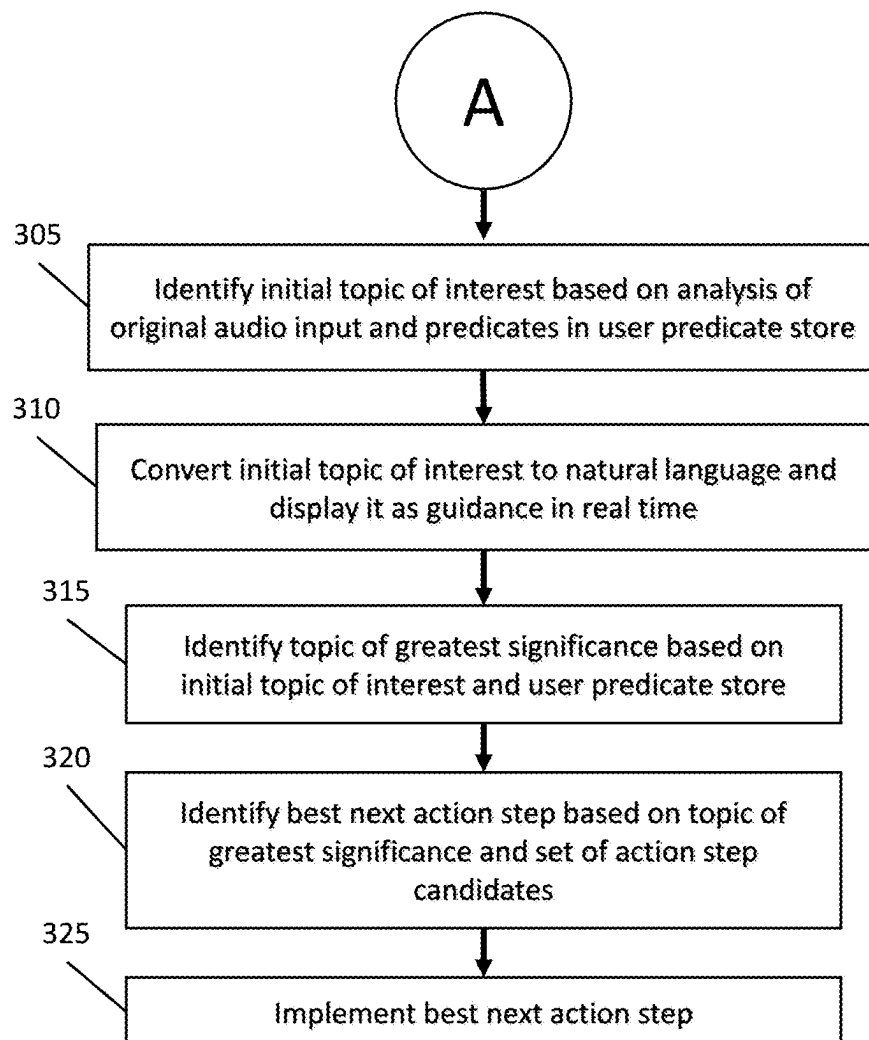 A
305
Identify initial topic of interest based on analysis of
original audio input and predicates in user predicate store
310
Convert initial topic of interest to natural language and
display it as guidance in real time
315
Identify topic of greatest significance based on
initial topic of interest and user predicate store
320
Identify best next action step based on topic of
greatest significance and set of action step
candidates
325
Implement best next action step